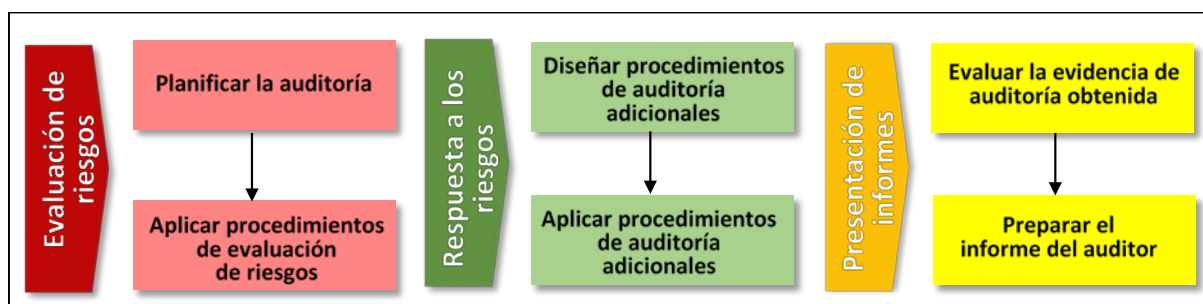 Evaluación de
riesgos
Planificar la auditoría
Aplicar procedimientos
de evaluación
de riesgos
Respuesta a los
riesgos
Diseñar procedimientos
de auditoría
adicionales
Aplicar procedimientos
de auditoría
adicionales
Presentación de
informes
Evaluar la evidencia de
auditoría obtenida
Preparar el
informe del auditor